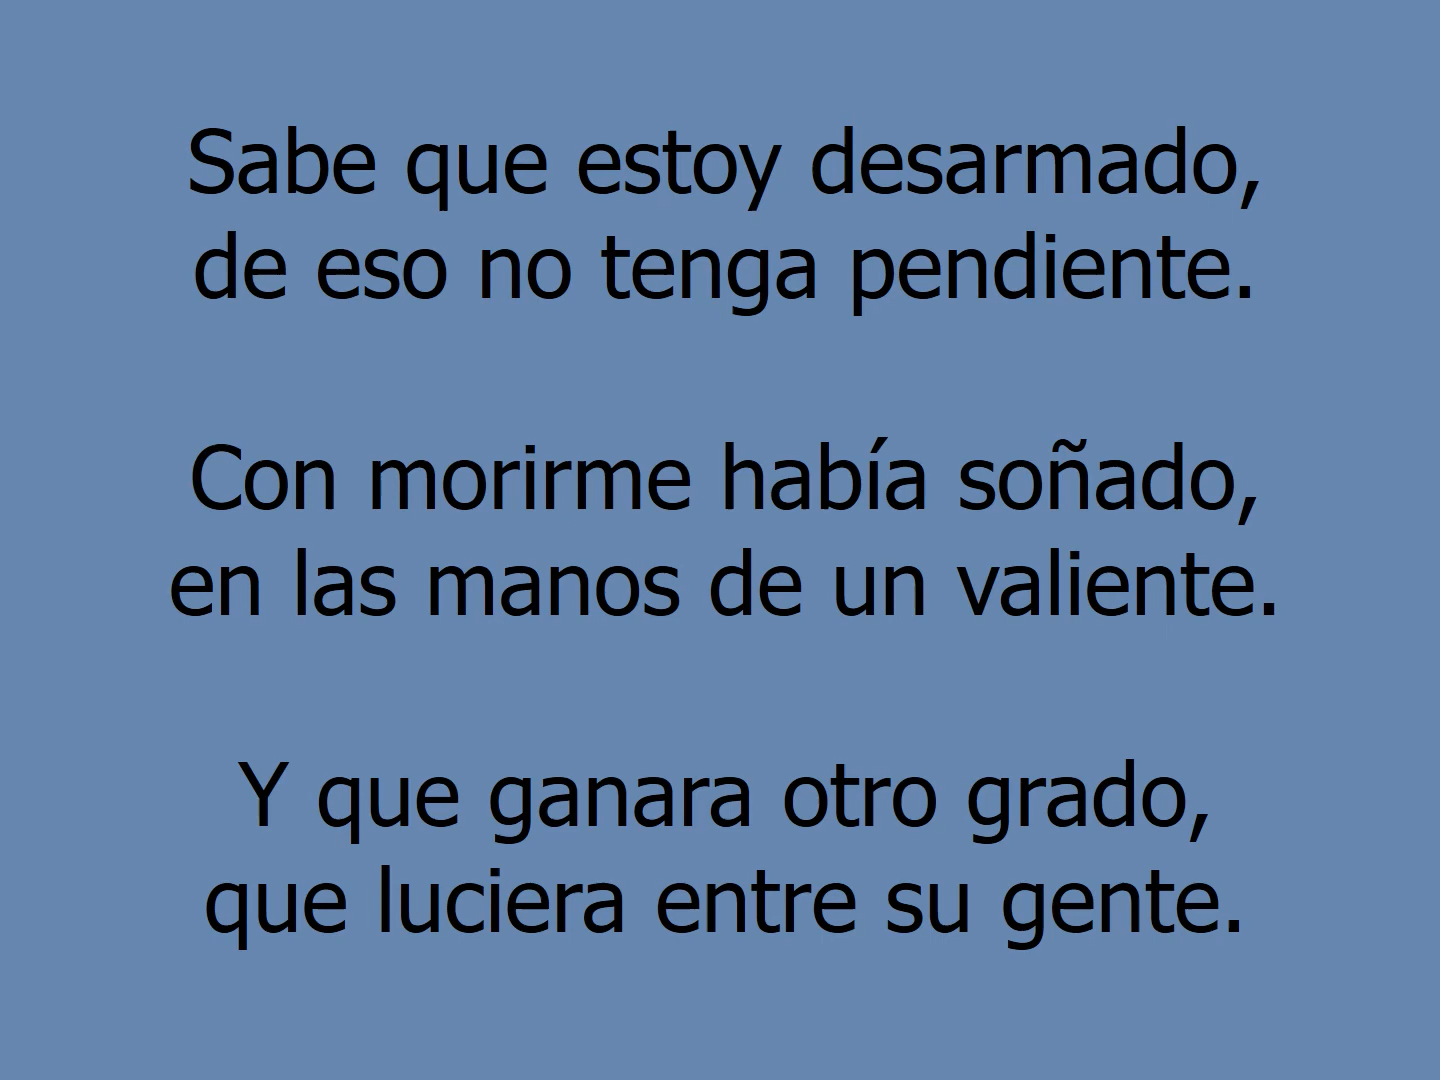 Sabe que estoy desarmado,
de eso no tenga pendiente.
Con morirme había soñado,
en las manos de un valiente.
Y que ganara otro grado,
que luciera entre su gente.